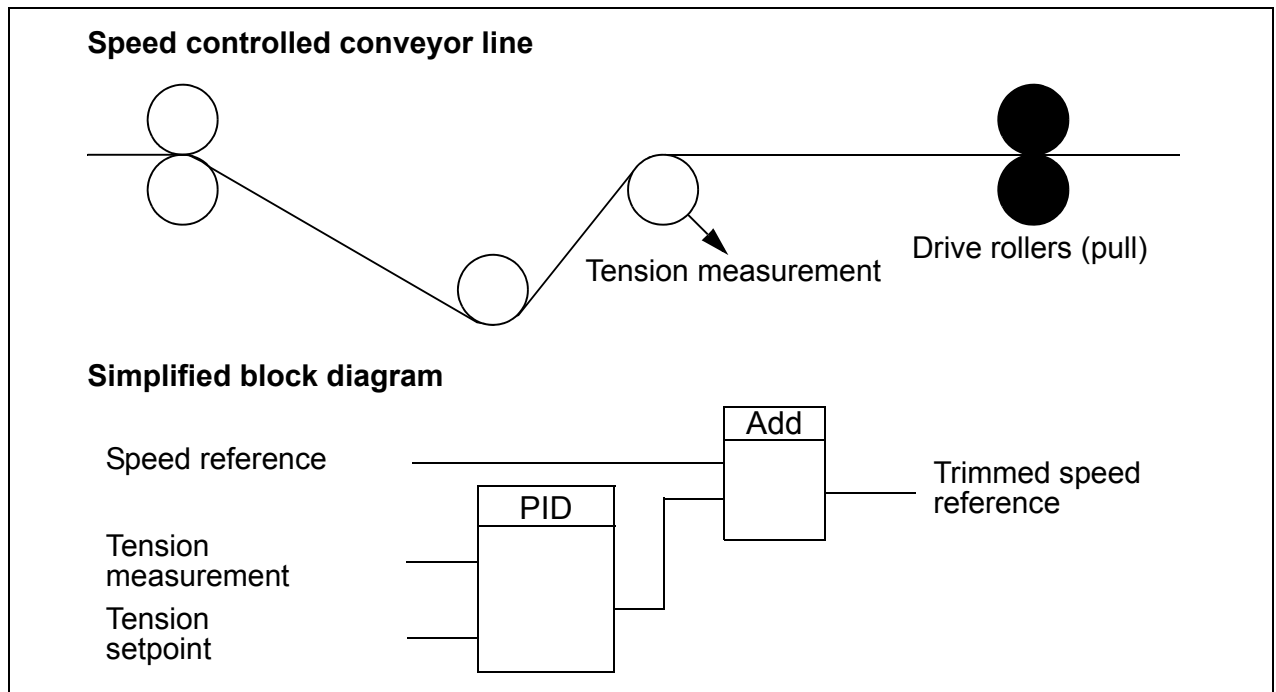 Speed controlled conveyor line
Tension measurement
Drive rollers (pull)
Simplified block diagram
Add
Speed reference
Trimmed speed
reference
PID
Tension
measurement
Tension
setpoint